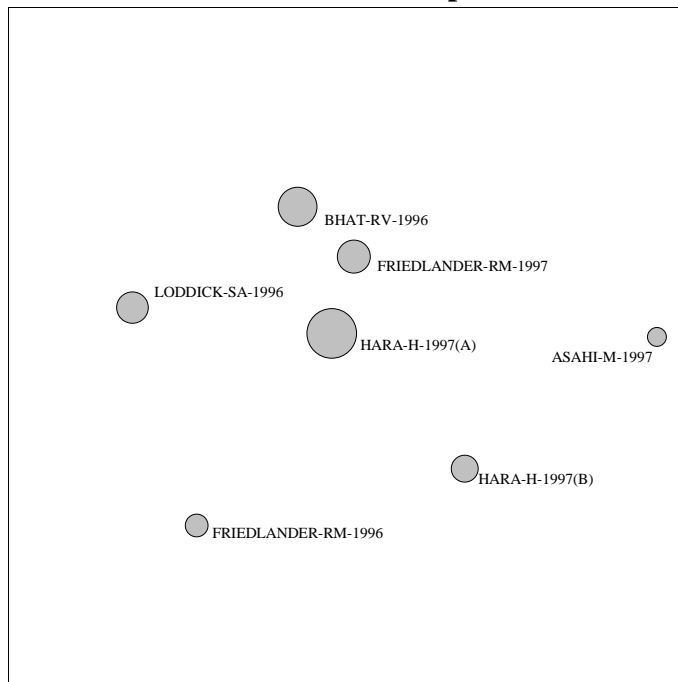 BHAT-RV-1996
FRIEDLANDER-RM-1997
LODDICK-SA-1996
HARA-H-1997(A)
ASAHI-M-1997
HARA-H-1997(B)
FRIEDLANDER-RM-1996